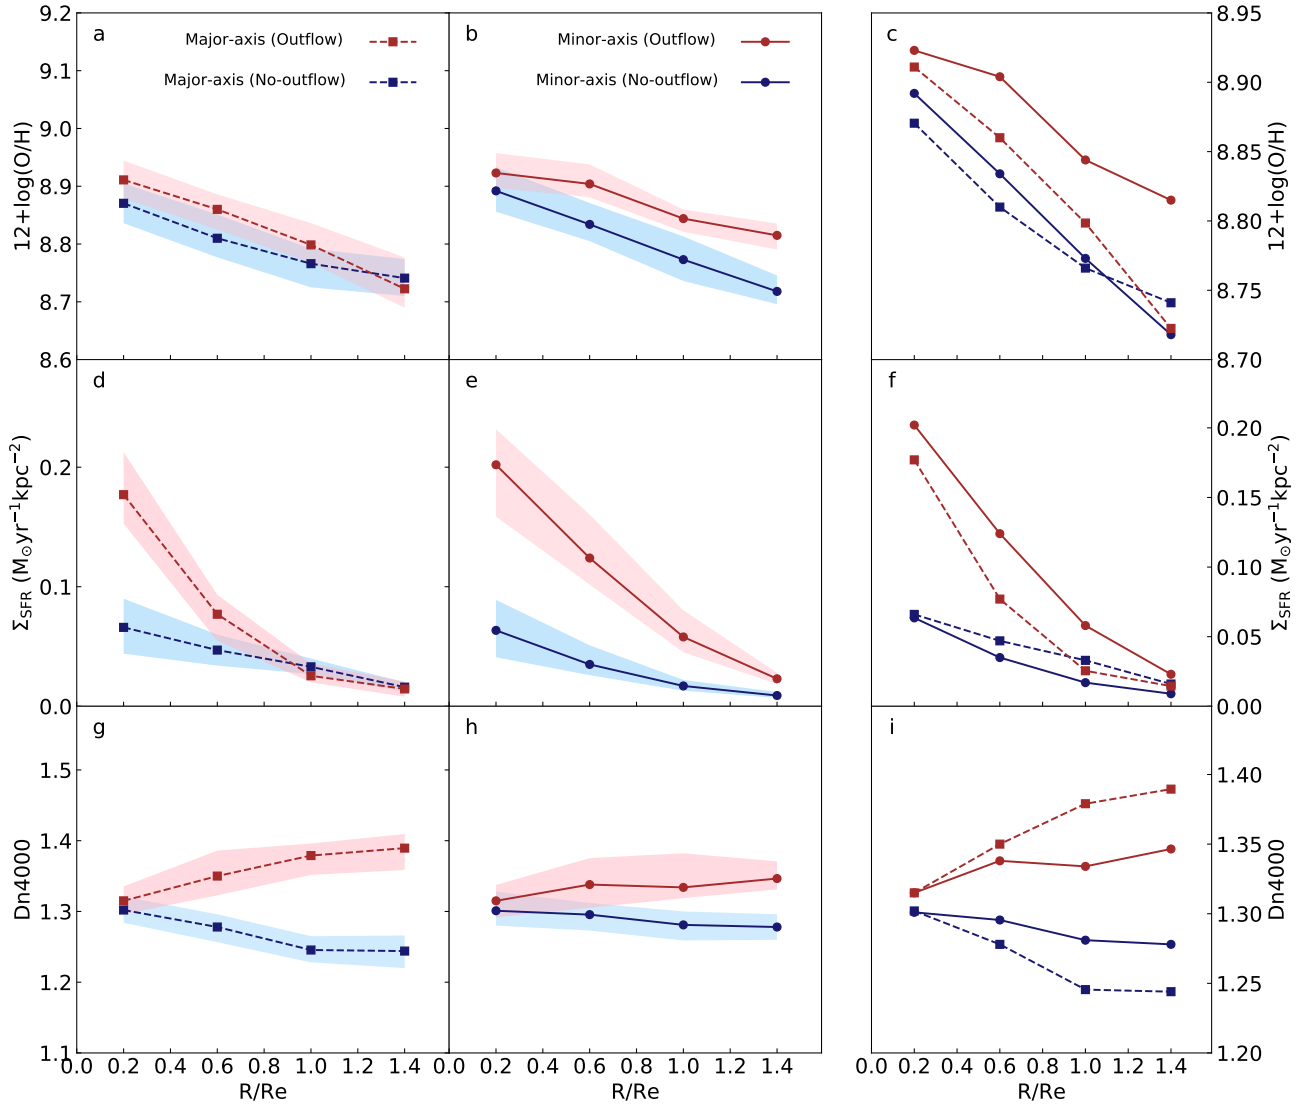 a
Major-axis (Outflow)
Major-axis (No-outflow)
b
Minor-axis (Outflow)
Minor-axis (No-outflow)
c
9.2
9.1
9.0
8.9
8.8
8.7
8.6
12+log(O/H)
8.95
8.90
8.85
8.80
8.75
8.70
12+log(O/H)
d
e
f
0.2
0.1
0.0
Σ_SFR (M_⊙yr⁻¹kpc⁻²)
0.20
0.15
0.10
0.05
0.00
Σ_SFR (M_⊙yr⁻¹kpc⁻²)
g
h
i
1.5
1.4
1.3
1.2
1.1
Dn4000
1.40
1.35
1.30
1.25
1.20
Dn4000
0.0 0.2 0.4 0.6 0.8 1.0 1.2 1.4
0.0 0.2 0.4 0.6 0.8 1.0 1.2 1.4
0.0 0.2 0.4 0.6 0.8 1.0 1.2 1.4
R/Re
R/Re
R/Re